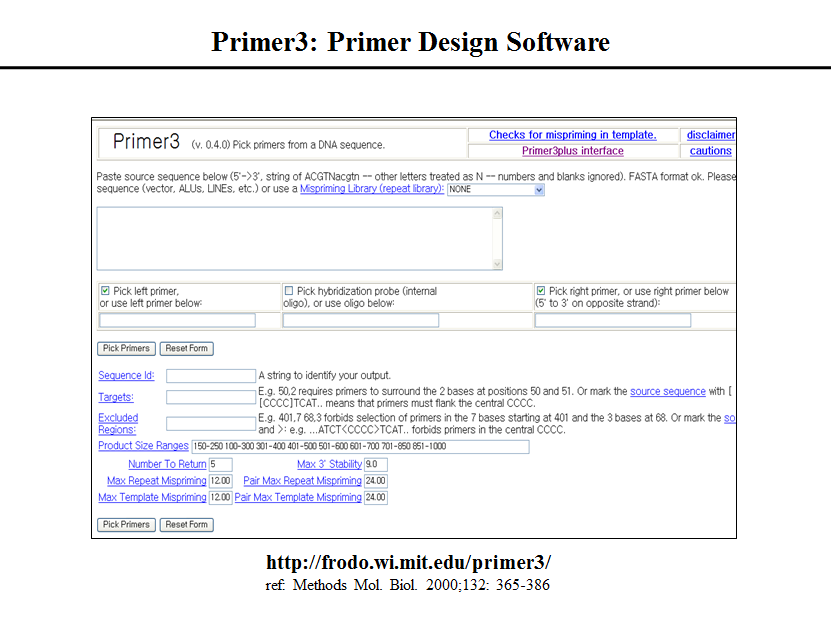 Primer3: Primer Design Software
Primer3 (v. 0.4.0) Pick primers from a DNA sequence.
Checks for mispriming in template.
disclaimer
Primer3plus interface
cautions
Paste source sequence below (5'->3', string of ACGTNacgtn -- other letters treated as N -- numbers and blanks ignored). FASTA format ok. Please
sequence (vector, ALUs, LINEs, etc.) or use a Mispriming Library (repeat library): NONE
Pick left primer,
or use left primer below:
Pick hybridization probe (internal
oligo), or use oligo below:
Pick right primer, or use right primer below
(5' to 3' on opposite strand):
Pick Primers Reset Form
Sequence Id: A string to identify your output.
Targets: E.g. 50,2 requires primers to surround the 2 bases at positions 50 and 51. Or mark the source sequence with [
[CCCC]TCAT.. means that primers must flank the central CCCC.
Excluded
Regions: E.g. 401,7 68,3 forbids selection of primers in the 7 bases starting at 401 and the 3 bases at 68. Or mark the so
and >: e.g. ...ATCT<CCCC>TCAT.. forbids primers in the central CCCC.
Product Size Ranges 150-250 100-300 301-400 401-500 501-600 601-700 701-850 851-1000
Number To Return 5 Max 3' Stability 9.0
Max Repeat Mispriming 12.00 Pair Max Repeat Mispriming 24.00
Max Template Mispriming 12.00 Pair Max Template Mispriming 24.00
Pick Primers Reset Form
http://frodo.wi.mit.edu/primer3/
ref: Methods Mol. Biol. 2000;132: 365-386